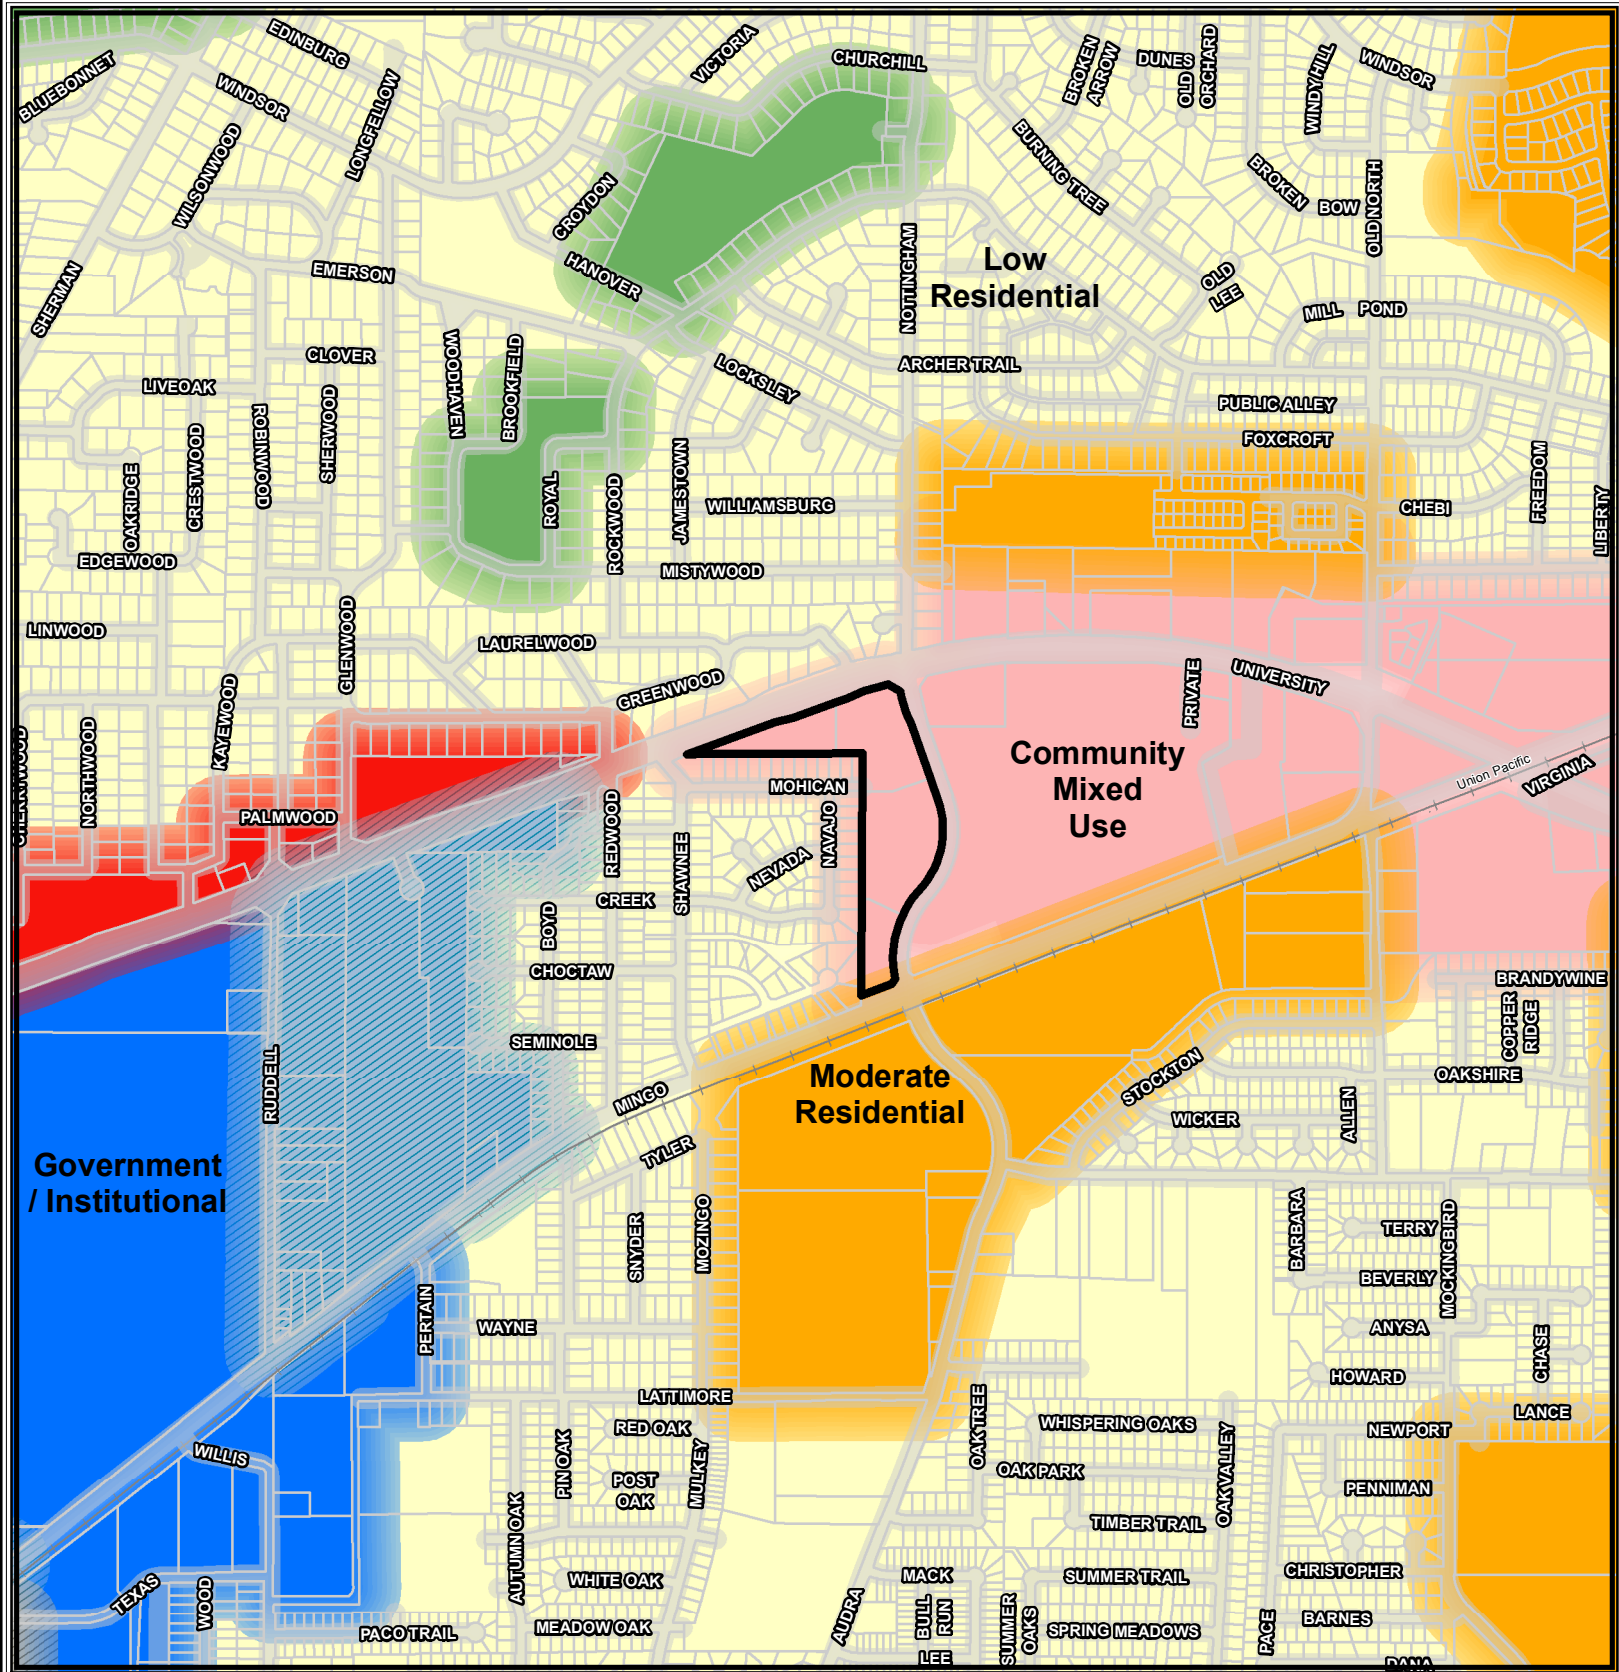 EDINBURG
VICTORIA
CHURCHILL
BLUEBONNET
WINDSOR
LONGFELLOW
WILSONWOOD
BROKEN
ARROW
DUNES
OLD
ORCHARD
WINDY HILL
WINDSOR
BURNING TREE
BROKEN
BOW
OLD NORTH
CROYDON
HANOVER
NOTTINGHAM
Low
Residential
OLD
LEE
SHERMAN
EMERSON
MILL POND
CLOVER
WOODHAVEN
BROOKFIELD
LOCKSLEY
ARCHER TRAIL
LIVEOAK
ROBINWOOD
SHERWOOD
PUBLIC ALLEY
FOXCROFT
OAKRIDGE
CRESTWOOD
ROYAL
ROCKWOOD
JAMESTOWN
WILLIAMSBURG
CHEBI
FREEDOM
LIBERTY
EDGEWOOD
MISTYWOOD
LINWOOD
GLENWOOD
LAURELWOOD
KAYEWOOD
GREENWOOD
PRIVATE
UNIVERSITY
NORTHWOOD
PALMWOOD
Community
Mixed
Use
Union Pacific
VIRGINIA
MOHICAN
REDWOOD
SHAWNEE
NEVADA
NAVAJO
CREEK
BOYD
CHOCTAW
BRANDYWINE
COPPER
RIDGE
SEMINOLE
RUDDELL
MINGO
Moderate
Residential
STOCKTON
OAKSHIRE
WICKER
ALLEN
TYLER
Government
/ Institutional
SNYDER
MOZINGO
BARBARA
TERRY
MOCKINGBIRD
BEVERLY
PERTAIN
WAYNE
ANYSA
CHASE
HOWARD
LATTIMORE
OAKTREE
WHISPERING OAKS
NEWPORT
LANCE
RED OAK
WILLIS
PIN OAK
POST
OAK
MULKEY
OAK PARK
OAKVALLEY
PENNIMAN
AUTUMN OAK
TIMBER TRAIL
TEXAS
WOOD
WHITE OAK
MACK
SUMMER TRAIL
CHRISTOPHER
AUDRA
BULL
RUN
SUMMER
OAKS
PACO TRAIL
MEADOW OAK
SPRING MEADOWS
PACE
BARNES
LEE
DANA